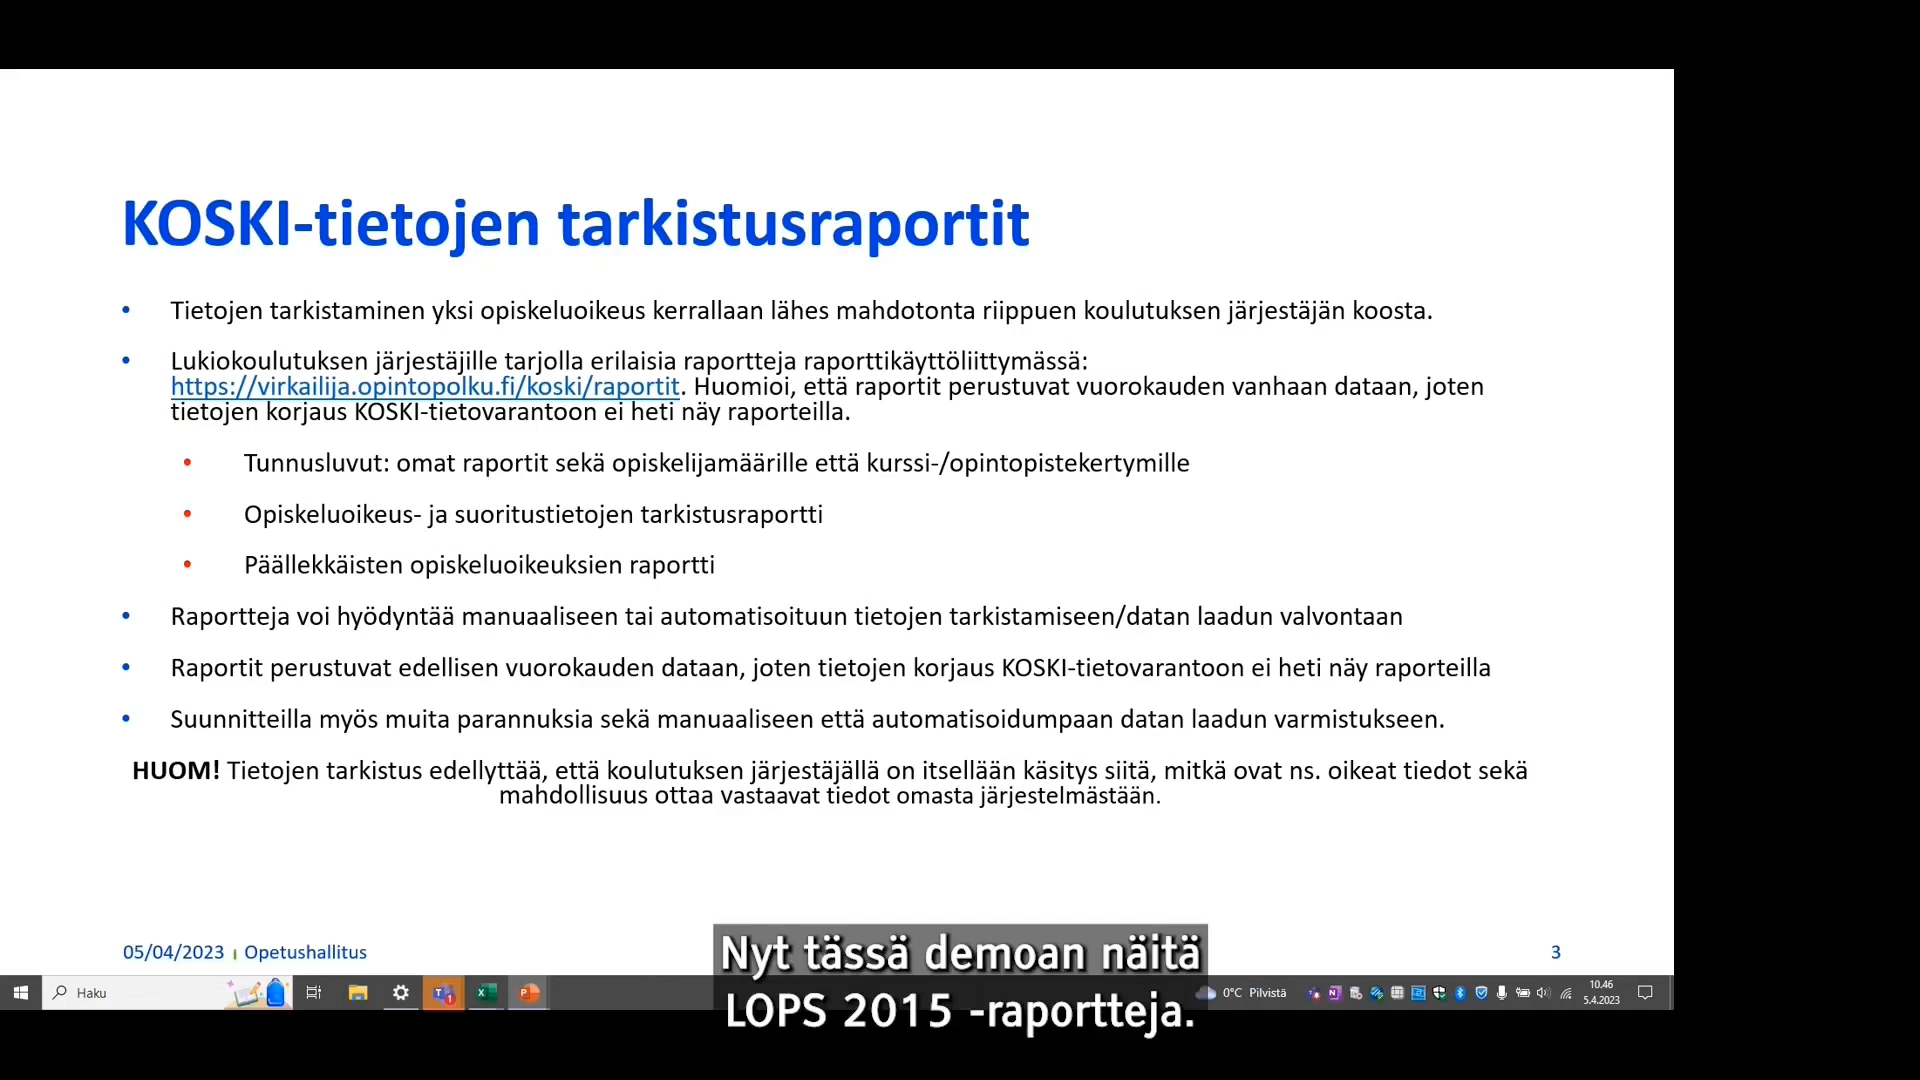 KOSKI-tietojen tarkistusraportit
• Tietojen tarkistaminen yksi opiskeluoikeus kerrallaan lähes mahdotonta riippuen koulutuksen järjestäjän koosta.
• Lukiokoulutuksen järjestäjille tarjolla erilaisia raportteja raporttikäyttöliittymässä:
https://virkailija.opintopolku.fi/koski/raportit. Huomioi, että raportit perustuvat vuorokauden vanhaan dataan, joten
tietojen korjaus KOSKI-tietovarantoon ei heti näy raporteilla.
• Tunnusluvut: omat raportit sekä opiskelijamäärille että kurssi-/opintopistekertymille
• Opiskeluoikeus- ja suoritustietojen tarkistusraportti
• Päällekkäisten opiskeluoikeuksien raportti
• Raportteja voi hyödyntää manuaaliseen tai automatisoituun tietojen tarkistamiseen/datan laadun valvontaan
• Raportit perustuvat edellisen vuorokauden dataan, joten tietojen korjaus KOSKI-tietovarantoon ei heti näy raporteilla
• Suunnitteilla myös muita parannuksia sekä manuaaliseen että automatisoidumpaan datan laadun varmistukseen.
HUOM! Tietojen tarkistus edellyttää, että koulutuksen järjestäjällä on itsellään käsitys siitä, mitkä ovat ns. oikeat tiedot sekä
mahdollisuus ottaa vastaavat tiedot omasta järjestelmästään.
05/04/2023 | Opetushallitus
3
Nyt tässä demoan näitä
LOPS 2015 -raportteja.
Haku
0°C Pilvistä
10.46
5.4.2023